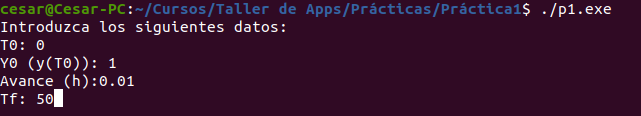 cesar@Cesar-PC:~/Cursos/Taller de Apps/Prácticas/Práctica1$ ./p1.exe
Introduzca los siguientes datos:
T0: 0
Y0 (y(T0)): 1
Avance (h):0.01
Tf: 50